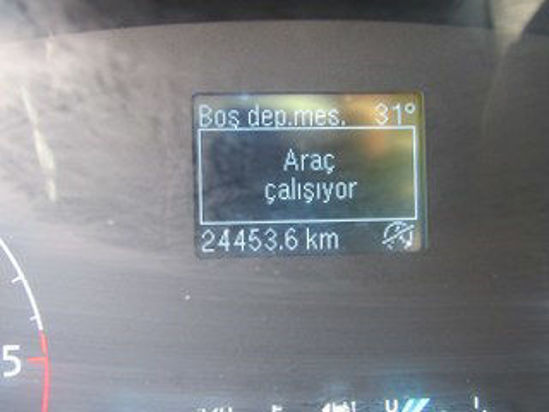 Boş dep.mes. 31°
Araç
çalışıyor
24453.6 km
5